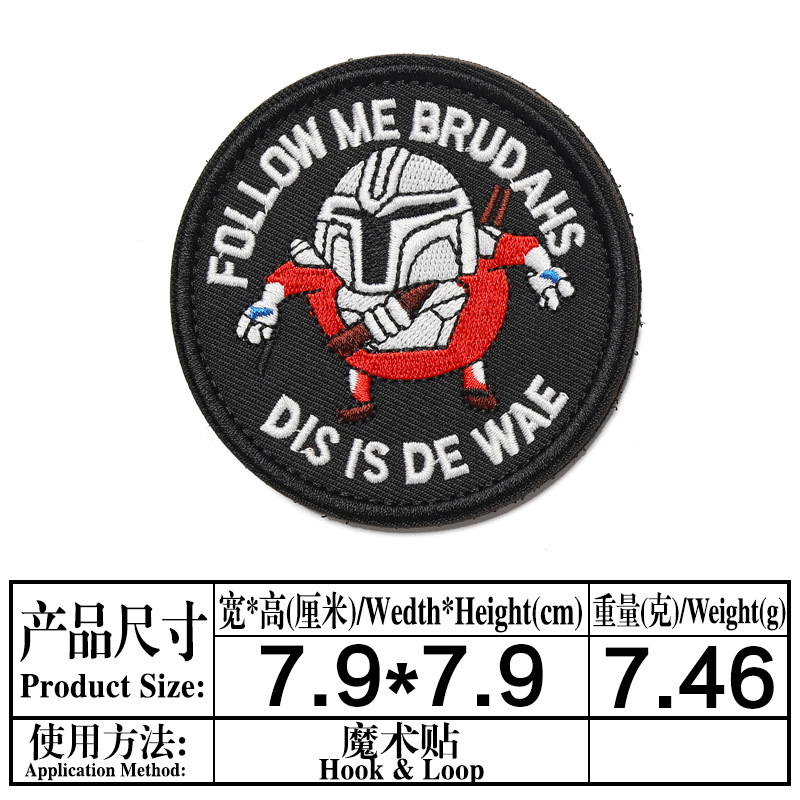 FOLLOW ME BRUDAHS
DIS IS DE WAE
产品尺寸
Product Size:
宽*高(厘米)/Wedth*Height(cm)
重量(克)/Weight(g)
7.9*7.9
7.46
使用方法:
Application Method:
魔术贴
Hook & Loop